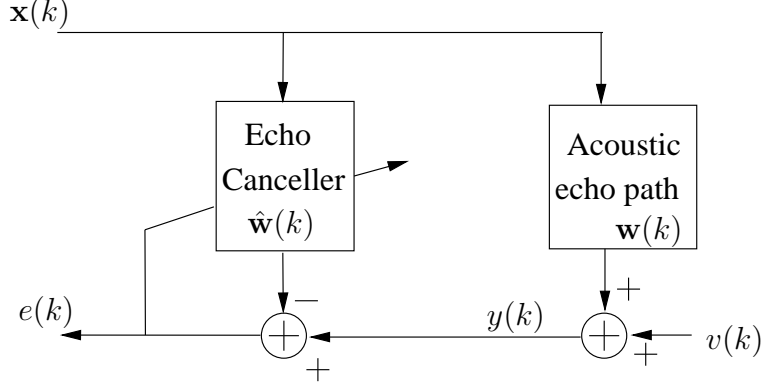 𝐱(k)
Echo
Canceller
𝐰̂(k)
Acoustic
echo path
𝐰(k)
−
+
e(k)
+
y(k)
+
v(k)
+
+